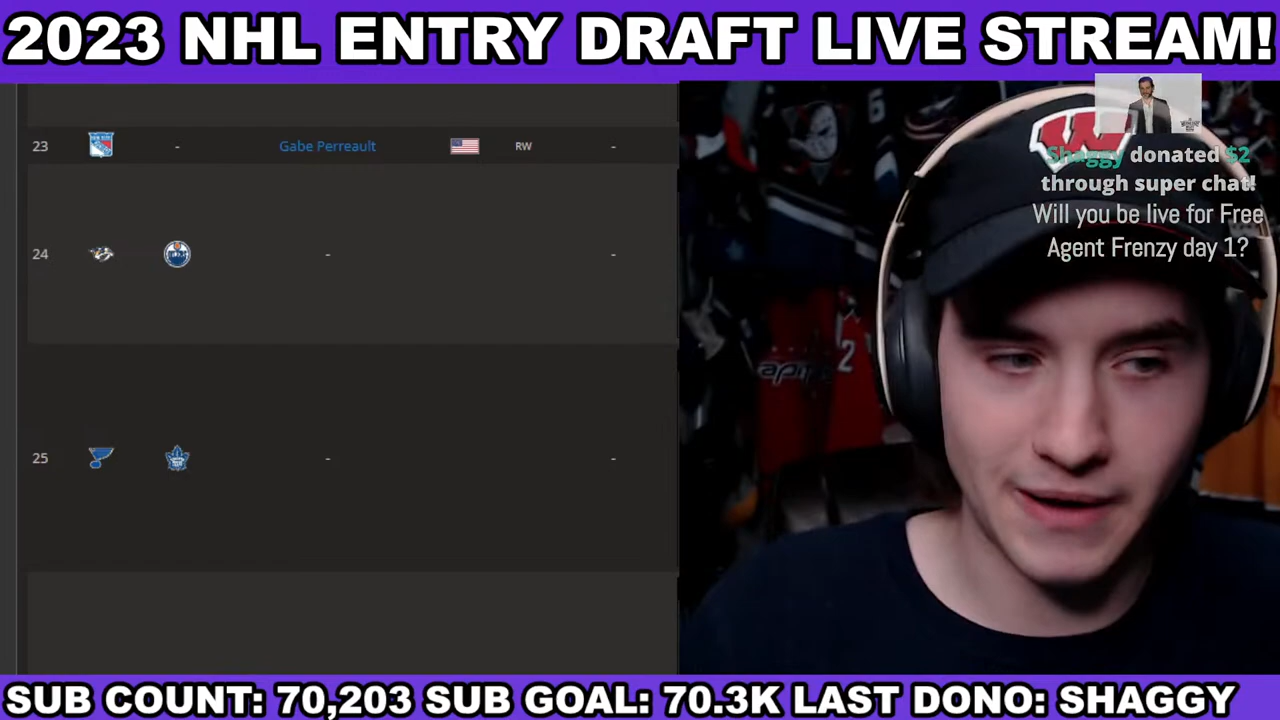 2023 NHL ENTRY DRAFT LIVE STREAM!
23 - Gabe Perreault RW -
24 - -
25 - -
Shaggy donated $2
through super chat!
Will you be live for Free
Agent Frenzy day 1?
W
6
2
SUB COUNT: 70,203 SUB GOAL: 70.3K LAST DONO: SHAGGY